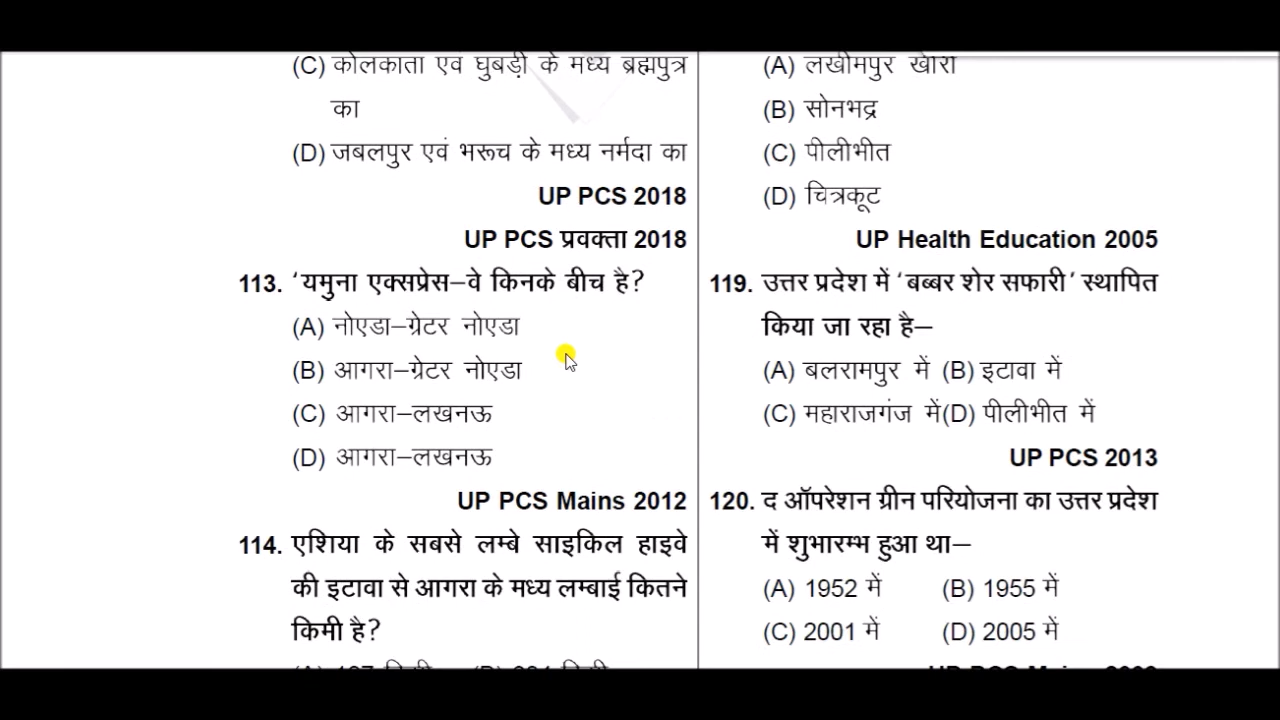 (C) कोलकाता एवं घुबड़ी के मध्य ब्रह्मपुत्र
का
(D) जबलपुर एवं भरूच के मध्य नर्मदा का
UP PCS 2018
UP PCS प्रवक्ता 2018
113. 'यमुना एक्सप्रेस–वे किनके बीच है?
(A) नोएडा–ग्रेटर नोएडा
(B) आगरा–ग्रेटर नोएडा
(C) आगरा–लखनऊ
(D) आगरा–लखनऊ
UP PCS Mains 2012
114. एशिया के सबसे लम्बे साइकिल हाइवे
की इटावा से आगरा के मध्य लम्बाई कितने
किमी है?
(A) लखीमपुर खीरी
(B) सोनभद्र
(C) पीलीभीत
(D) चित्रकूट
UP Health Education 2005
119. उत्तर प्रदेश में 'बब्बर शेर सफारी' स्थापित
किया जा रहा है–
(A) बलरामपुर में (B) इटावा में
(C) महाराजगंज में(D) पीलीभीत में
UP PCS 2013
120. द ऑपरेशन ग्रीन परियोजना का उत्तर प्रदेश
में शुभारम्भ हुआ था–
(A) 1952 में (B) 1955 में
(C) 2001 में (D) 2005 में